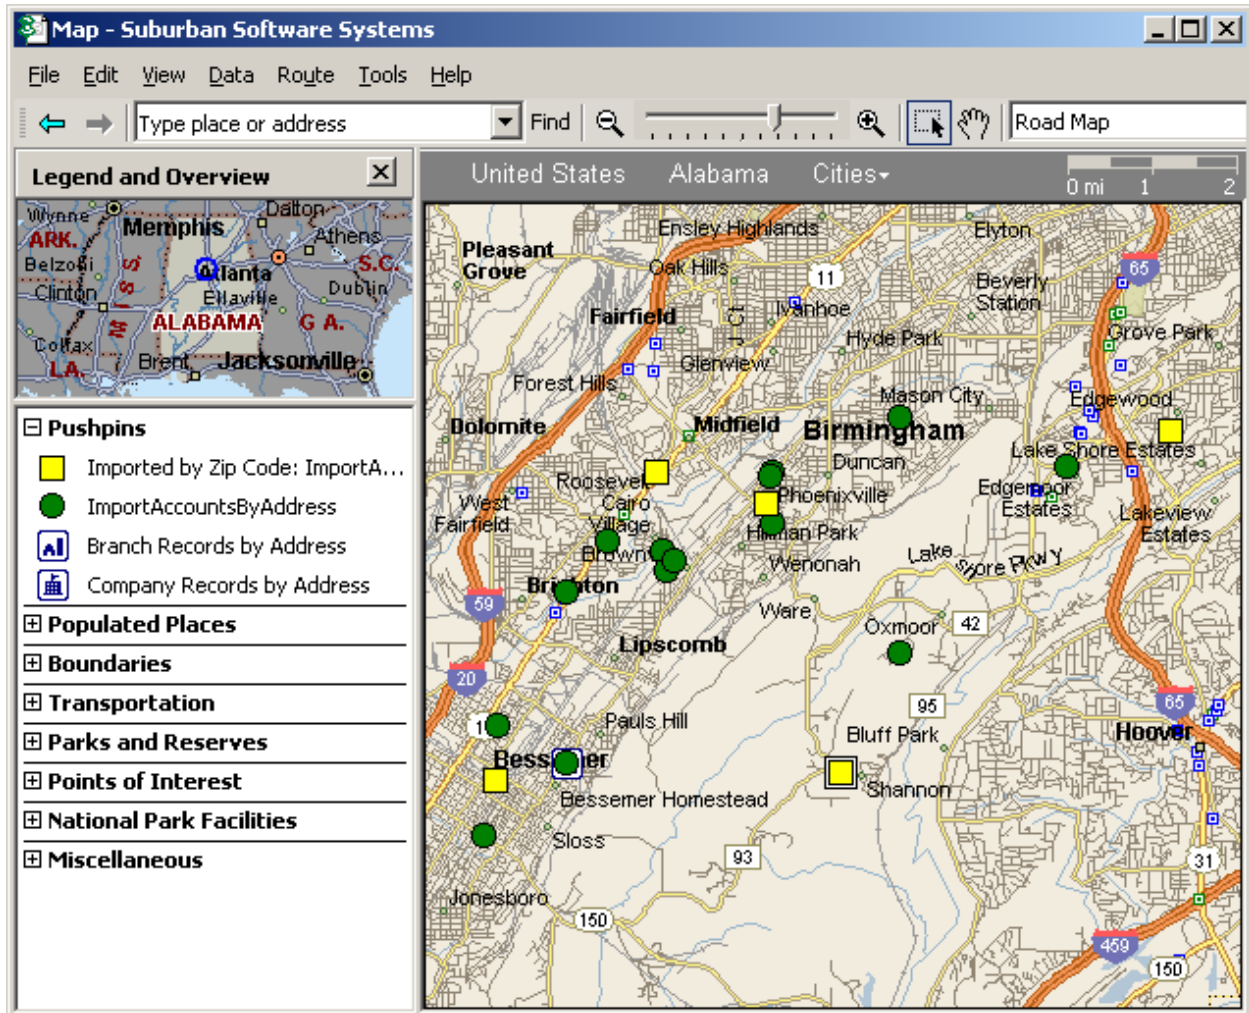 Map - Suburban Software Systems
File Edit View Data Route Tools Help
Type place or address Find Road Map
Legend and Overview
United States Alabama Cities
0 mi 1 2
Wynne Memphis Dalton
ARK. Athens
Belzoni MISS. Atlanta S.C.
Clinton Ellaville Dublin
ALABAMA GA.
Colfax
LA. Brent Jacksonville
Pushpins
Imported by Zip Code: ImportA...
ImportAccountsByAddress
Branch Records by Address
Company Records by Address
Populated Places
Boundaries
Transportation
Parks and Reserves
Points of Interest
National Park Facilities
Miscellaneous
Ensley Highlands Elyton
Pleasant
Grove
Oak Hills 11 65
Beverly
Station
Fairfield Ivanhoe
Hyde Park Grove Park
Glenview
Forest Hills
Mason City Edgewood
Dolomite Midfield Birmingham
Lake Shore Estates
Duncan
Roosevelt
West
Fairfield
Cairo
Village
Phoenixville
Edgemoor
Estates
Lakeview
Estates
Hillman Park
Brown
Wenonah
Lake Shore Pkwy
59 Brighton
Ware
Oxmoor 42
Lipscomb
20
95 65
Pauls Hill
Bluff Park Hoover
Bessemer
Shannon
Bessemer Homestead
Sloss
93 31
Jonesboro
150
459
150